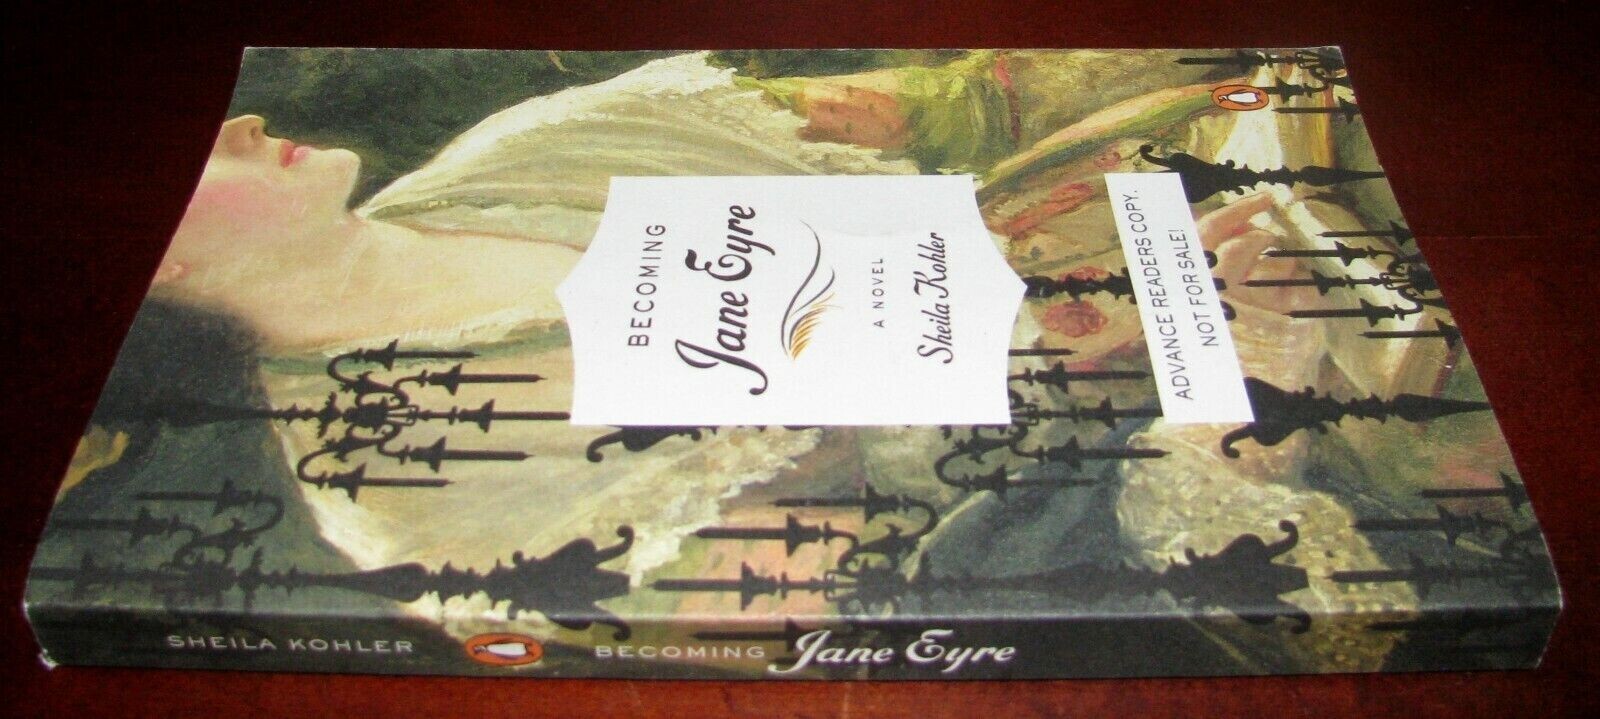 BECOMING
Jane Eyre
A NOVEL
Sheila Kohler
ADVANCE READERS COPY.
NOT FOR SALE!
SHEILA KOHLER BECOMING Jane Eyre